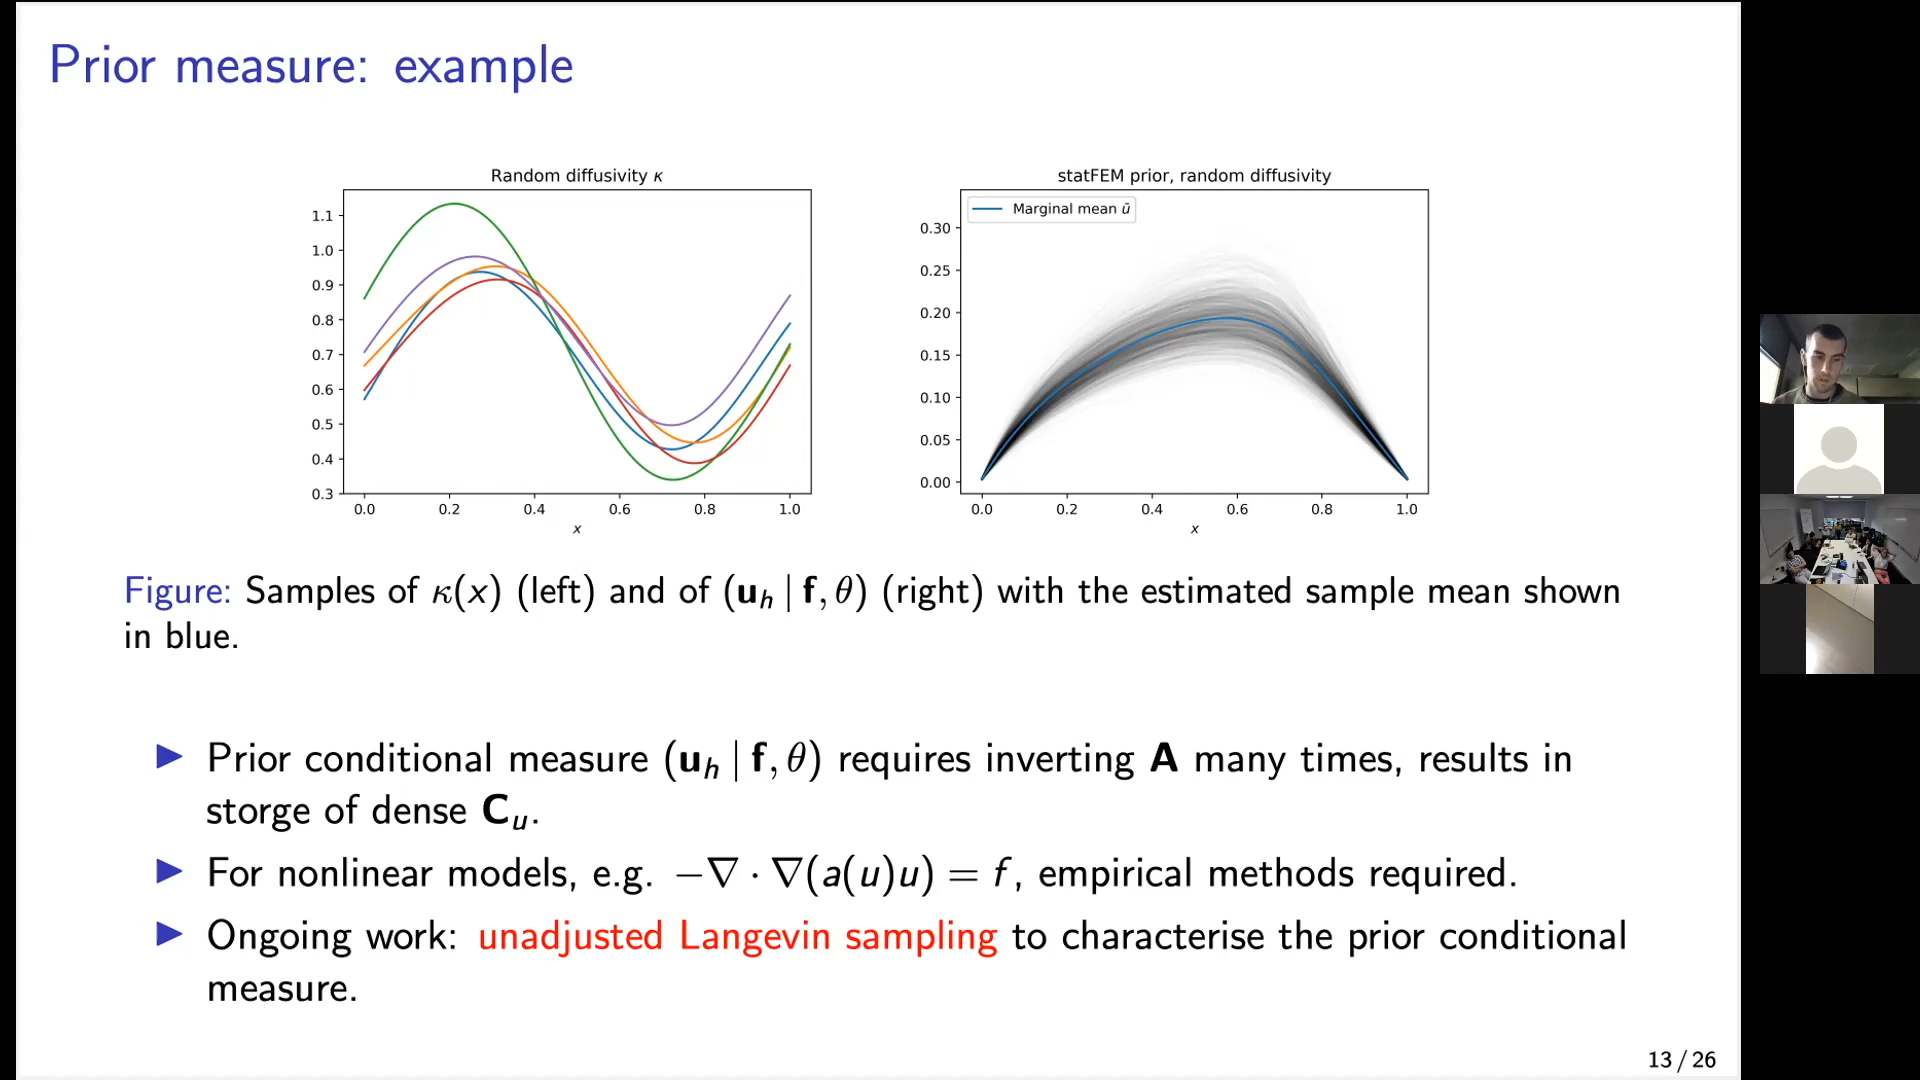 Prior measure: example
Random diffusivity κ
1.1
1.0
0.9
0.8
0.7
0.6
0.5
0.4
0.3
0.0 0.2 0.4 0.6 0.8 1.0
x
statFEM prior, random diffusivity
Marginal mean ū
0.30
0.25
0.20
0.15
0.10
0.05
0.00
0.0 0.2 0.4 0.6 0.8 1.0
x
Figure: Samples of κ(x) (left) and of (u_h | f, θ) (right) with the estimated sample mean shown
in blue.
▶ Prior conditional measure (u_h | f, θ) requires inverting A many times, results in
storge of dense C_u.
▶ For nonlinear models, e.g. −∇ · ∇(a(u)u) = f, empirical methods required.
▶ Ongoing work: unadjusted Langevin sampling to characterise the prior conditional
measure.
13 / 26